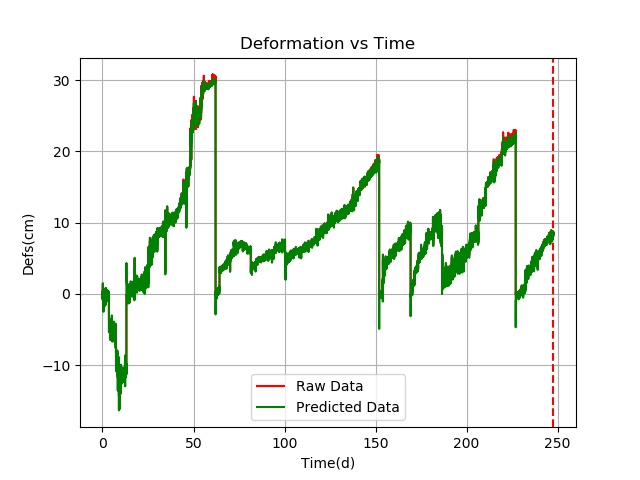 Deformation vs Time
Defs(cm)
30
20
10
0
−10
0 50 100 150 200 250
Time(d)
Raw Data
Predicted Data